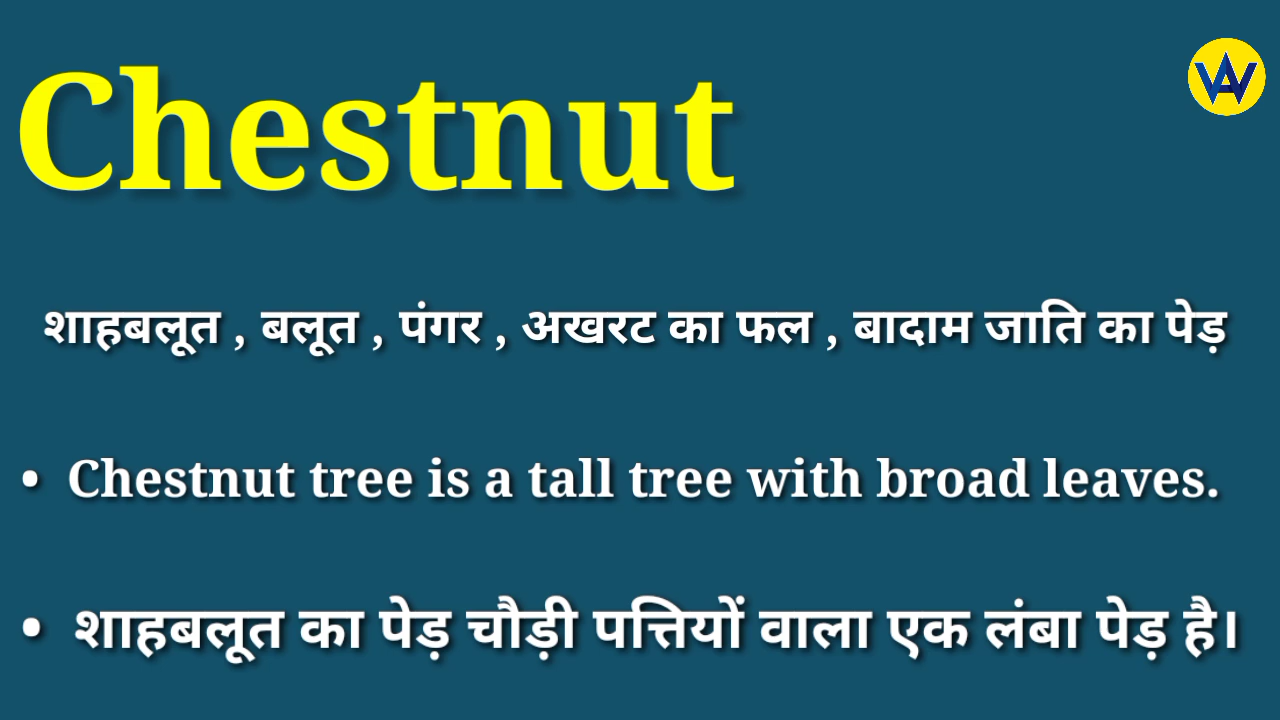 Chestnut
शाहबलूत , बलूत , पंगर , अखरट का फल , बादाम जाति का पेड़
• Chestnut tree is a tall tree with broad leaves.
• शाहबलूत का पेड़ चौड़ी पत्तियों वाला एक लंबा पेड़ है।